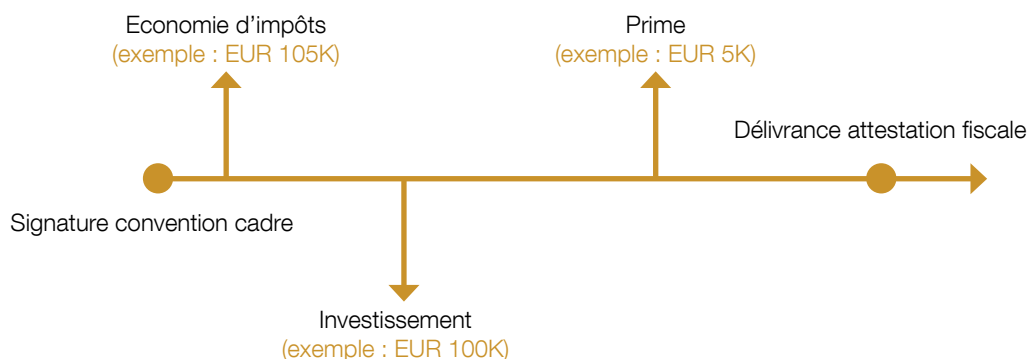 Economie d’impôts
(exemple : EUR 105K)
Prime
(exemple : EUR 5K)
Délivrance attestation fiscale
Signature convention cadre
Investissement
(exemple : EUR 100K)